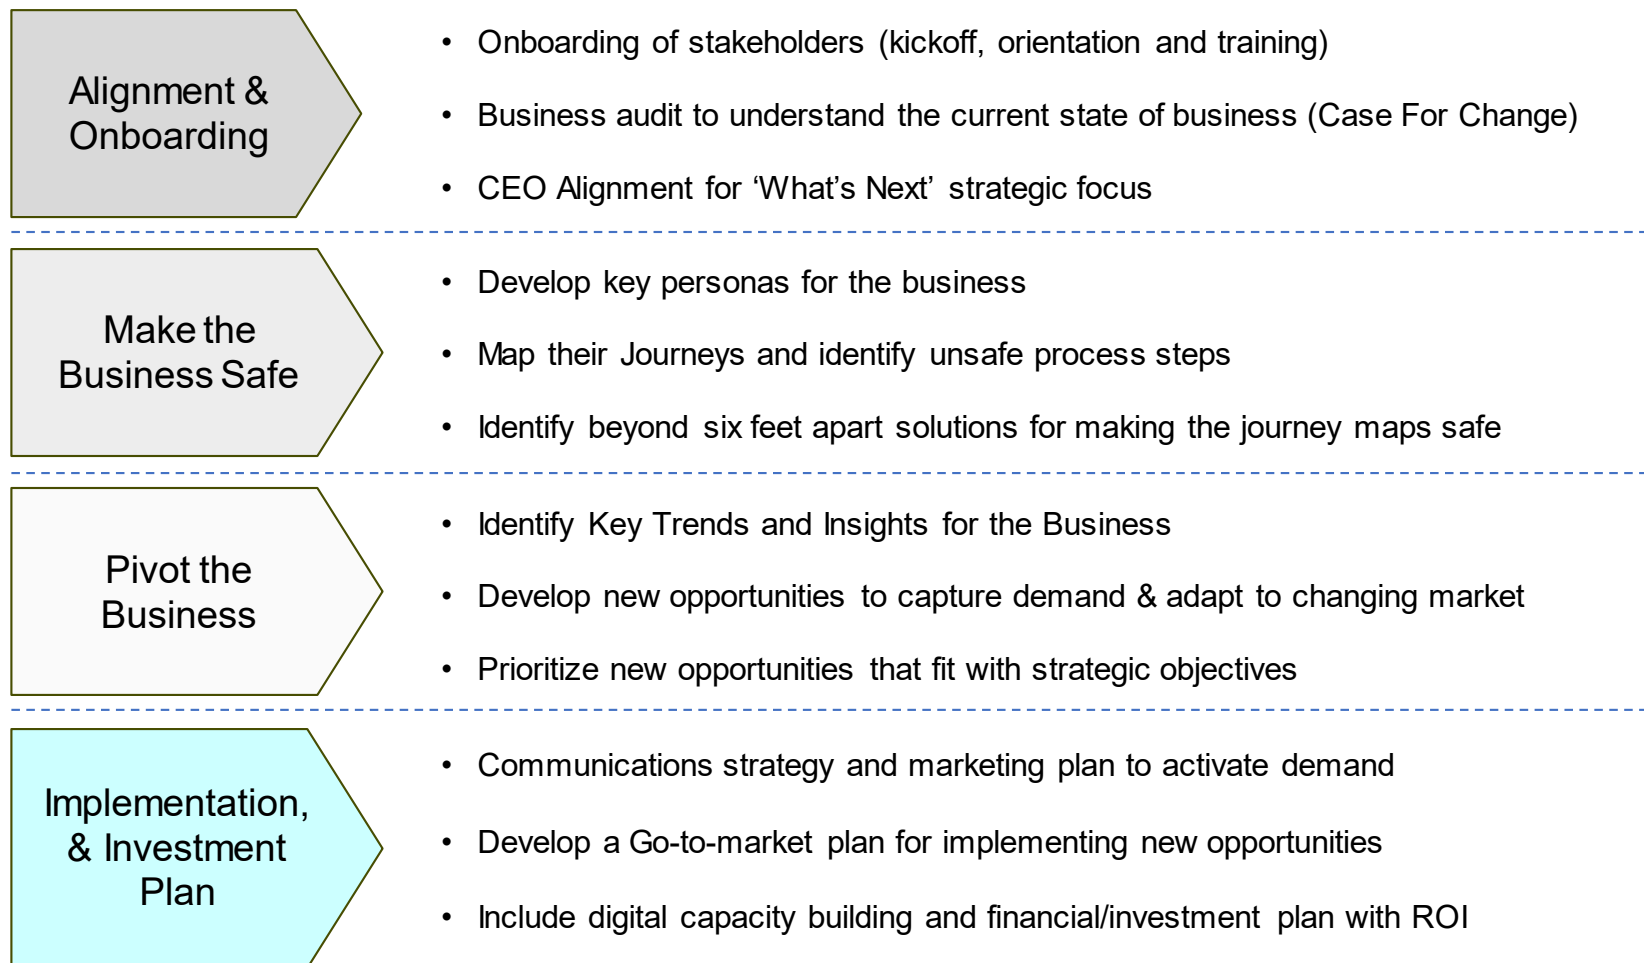 Alignment &
Onboarding
• Onboarding of stakeholders (kickoff, orientation and training)
• Business audit to understand the current state of business (Case For Change)
• CEO Alignment for ‘What’s Next’ strategic focus
Make the
Business Safe
• Develop key personas for the business
• Map their Journeys and identify unsafe process steps
• Identify beyond six feet apart solutions for making the journey maps safe
Pivot the
Business
• Identify Key Trends and Insights for the Business
• Develop new opportunities to capture demand & adapt to changing market
• Prioritize new opportunities that fit with strategic objectives
Implementation,
& Investment
Plan
• Communications strategy and marketing plan to activate demand
• Develop a Go-to-market plan for implementing new opportunities
• Include digital capacity building and financial/investment plan with ROI